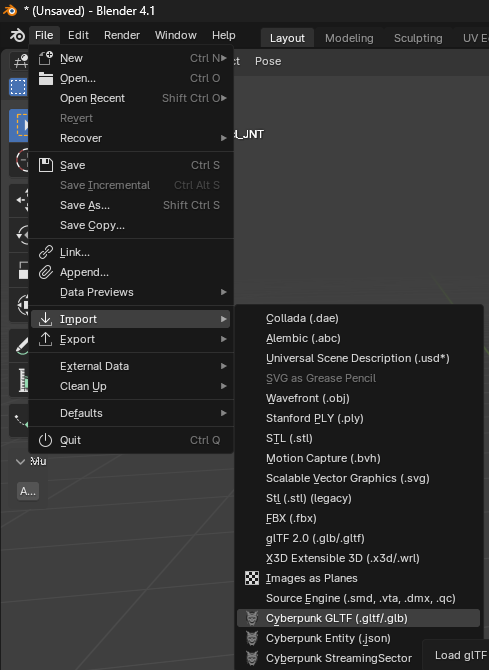 * (Unsaved) - Blender 4.1
File Edit Render Window Help Layout Modeling Sculpting UV E
ct Pose
New Ctrl N
Open... Ctrl O
Open Recent Shift Ctrl O
Revert
Recover
cl_JNT
Save Ctrl S
Save Incremental Ctrl Alt S
Save As... Shift Ctrl S
Save Copy...
Link...
Append...
Data Previews
Import
Export
External Data
Clean Up
Defaults
Quit Ctrl Q
Mu
A...
Collada (.dae)
Alembic (.abc)
Universal Scene Description (.usd*)
SVG as Grease Pencil
Wavefront (.obj)
Stanford PLY (.ply)
STL (.stl)
Motion Capture (.bvh)
Scalable Vector Graphics (.svg)
Stl (.stl) (legacy)
FBX (.fbx)
glTF 2.0 (.glb/.gltf)
X3D Extensible 3D (.x3d/.wrl)
Images as Planes
Source Engine (.smd, .vta, .dmx, .qc)
Cyberpunk GLTF (.gltf/.glb)
Cyberpunk Entity (.json)
Cyberpunk StreamingSector
Load glTF